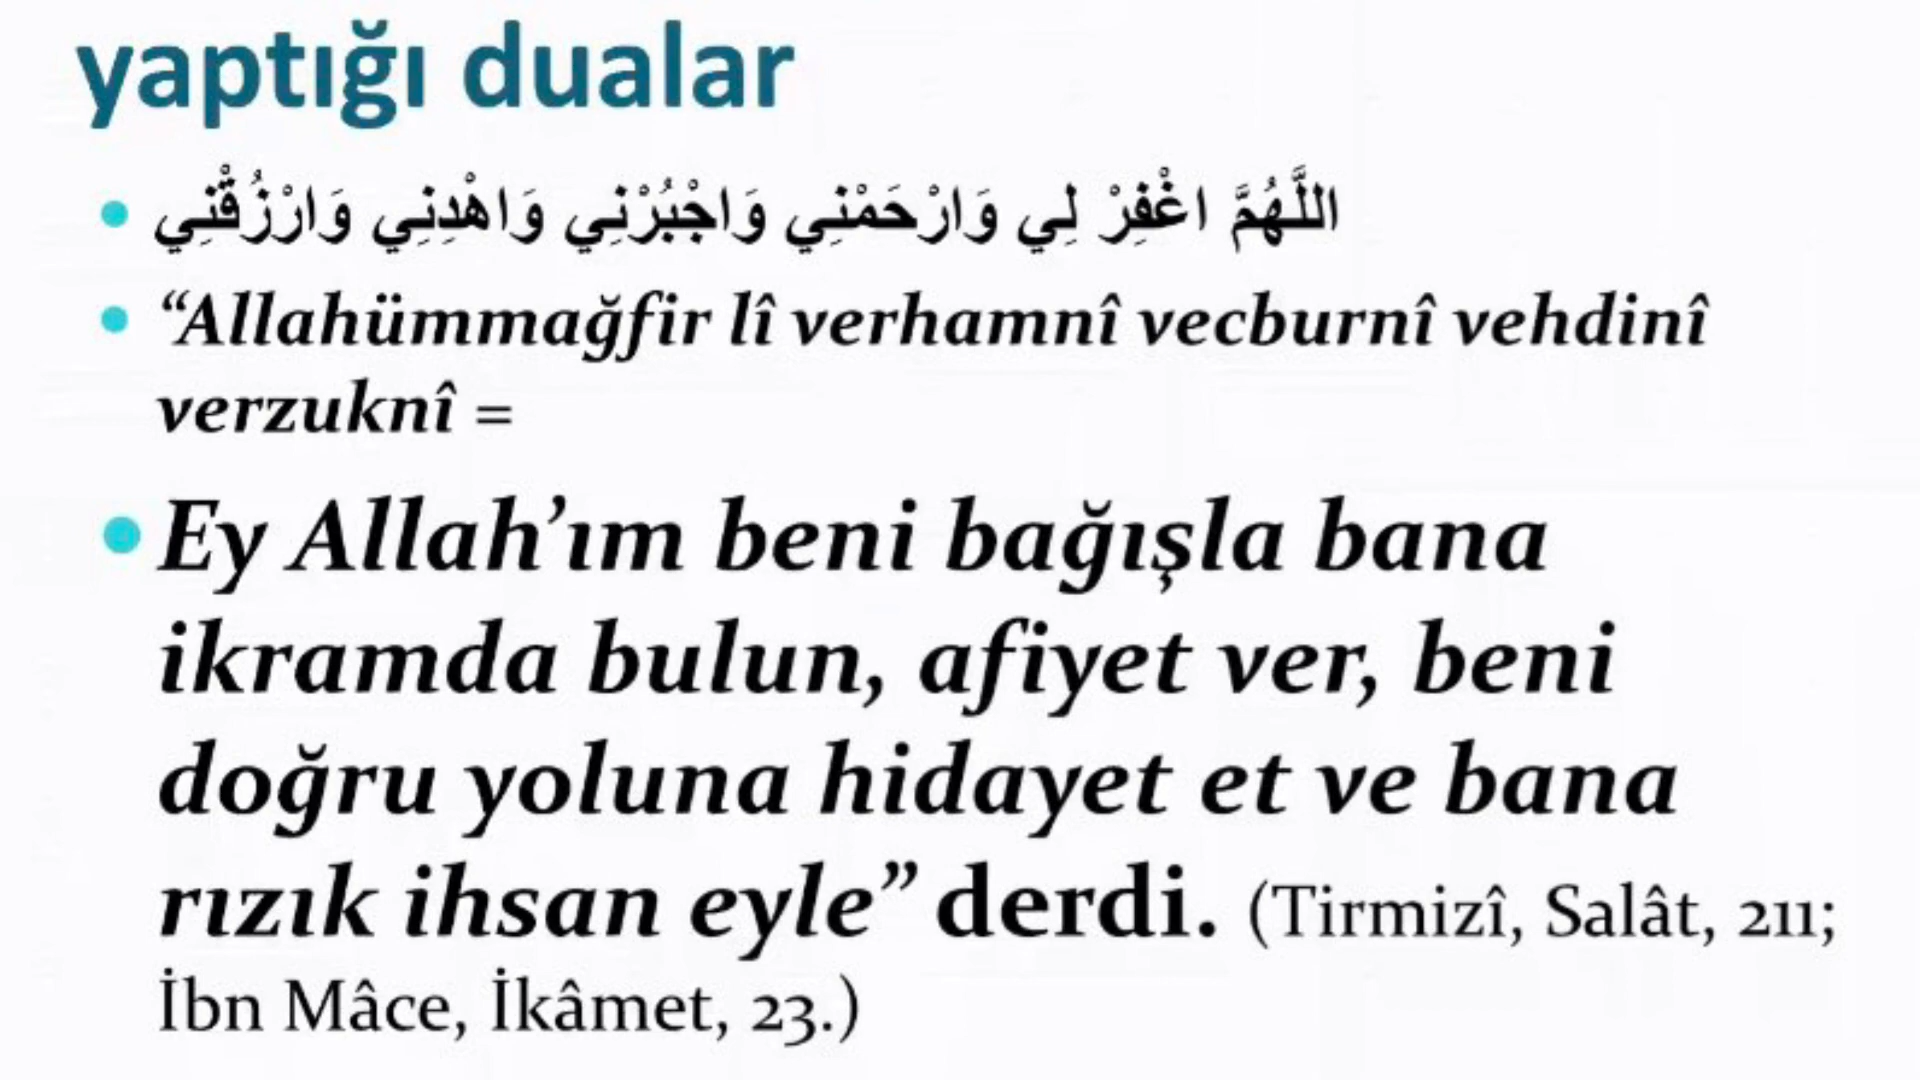 yaptığı dualar
اللَّهُمَّ اغْفِرْ لِي وَارْحَمْنِي وَاجْبُرْنِي وَاهْدِنِي وَارْزُقْنِي
“Allahümmağfir lî verhamnî vecburnî vehdinî
verzuknî =
Ey Allah’ım beni bağışla bana
ikramda bulun, afiyet ver, beni
doğru yoluna hidayet et ve bana
rızık ihsan eyle” derdi. (Tirmizî, Salât, 211;
İbn Mâce, İkâmet, 23.)